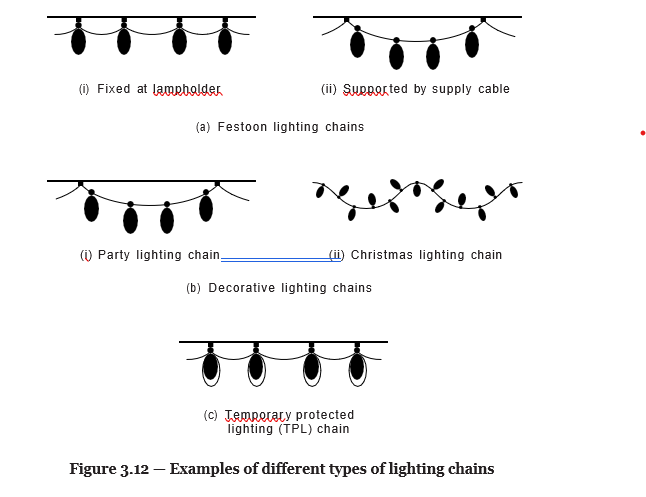 (i) Fixed at lampholder
(ii) Supported by supply cable
(a) Festoon lighting chains
(i) Party lighting chain
(ii) Christmas lighting chain
(b) Decorative lighting chains
(c) Temporary protected
lighting (TPL) chain
Figure 3.12 — Examples of different types of lighting chains